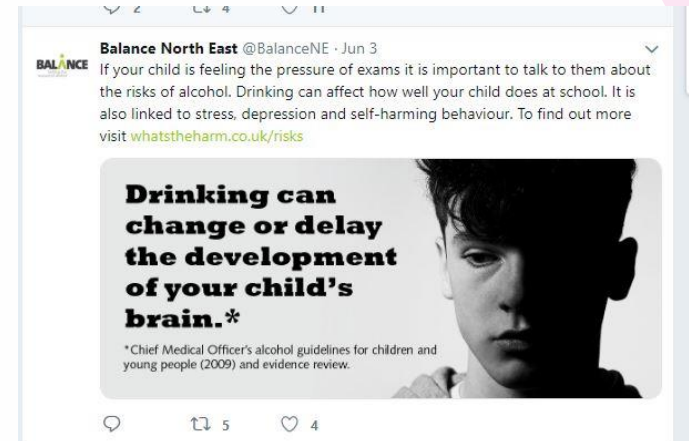 2 4 11
Balance North East @BalanceNE · Jun 3
BALANCE
If your child is feeling the pressure of exams it is important to talk to them about
the risks of alcohol. Drinking can affect how well your child does at school. It is
also linked to stress, depression and self-harming behaviour. To find out more
visit whatstheharm.co.uk/risks
Drinking can
change or delay
the development
of your child's
brain.*
*Chief Medical Officer's alcohol guidelines for children and
young people (2009) and evidence review.
5 4